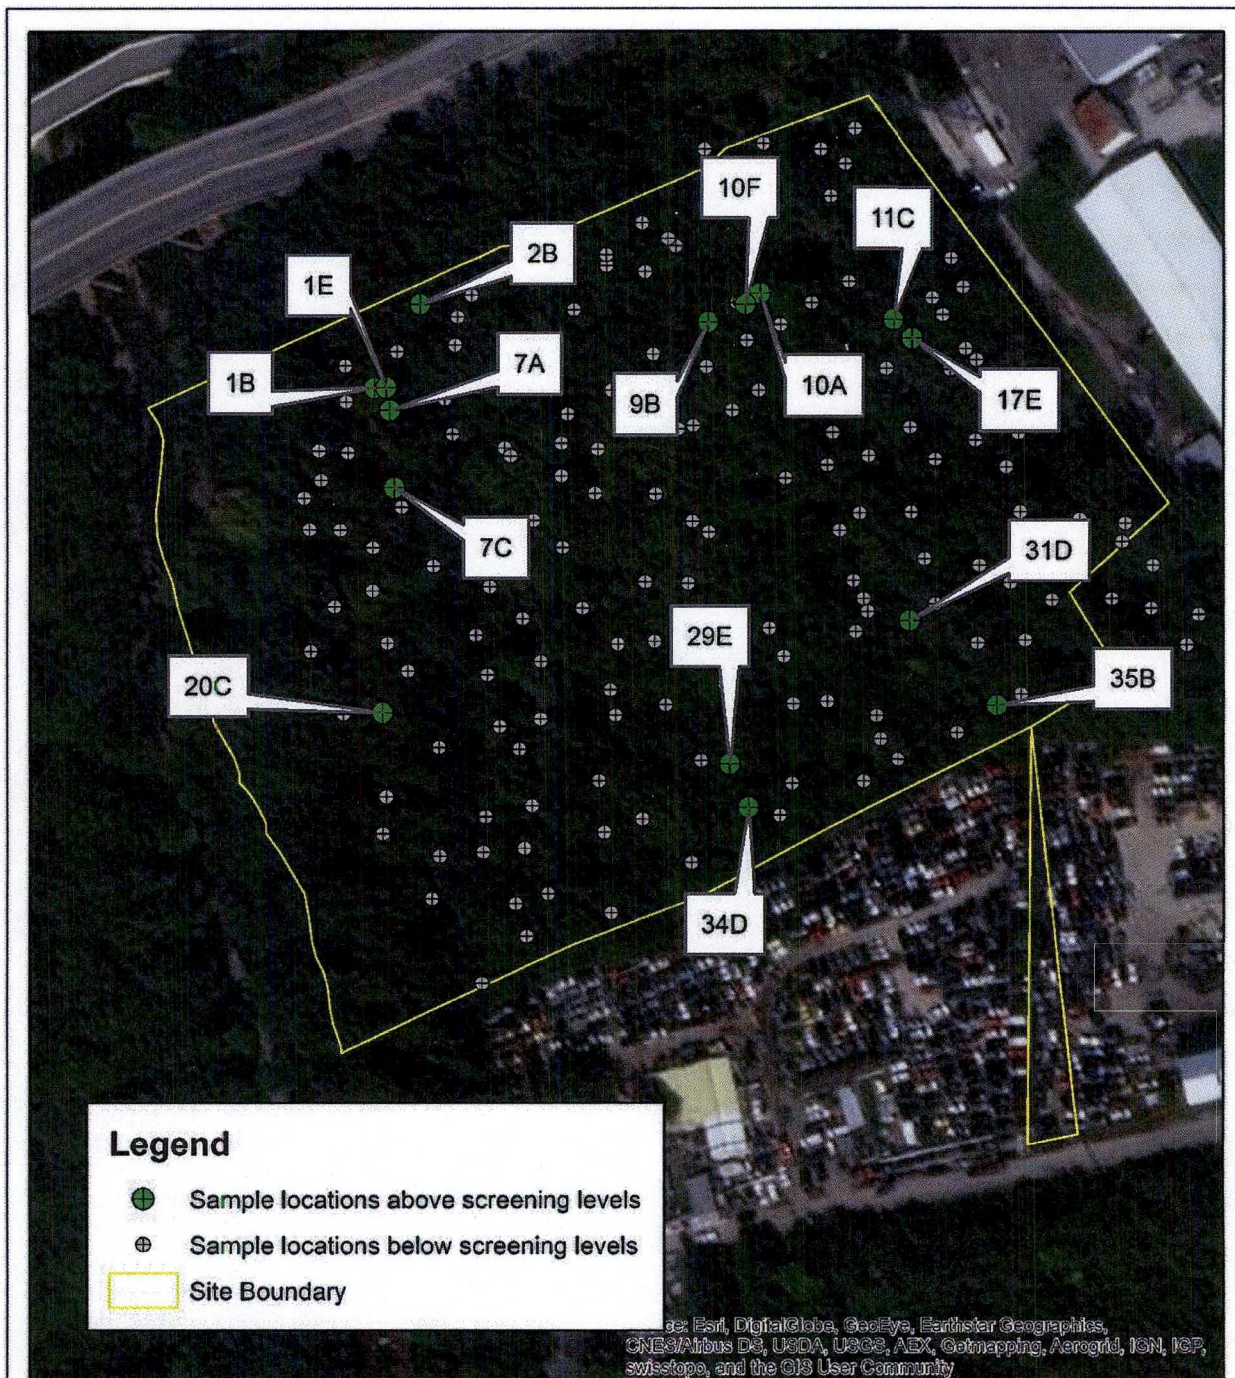 10F
11C
2B
1E
7A
1B
9B
10A
17E
7C
31D
29E
20C
35B
34D
Legend
Sample locations above screening levels
Sample locations below screening levels
Site Boundary
Esri, DigitalGlobe, GeoEye, Earthstar Geographics,
CNES/Airbus DS, USDA, USGS, AEX, Getmapping, Aerogrid, IGN, IGP,
swisstopo, and the GIS User Community